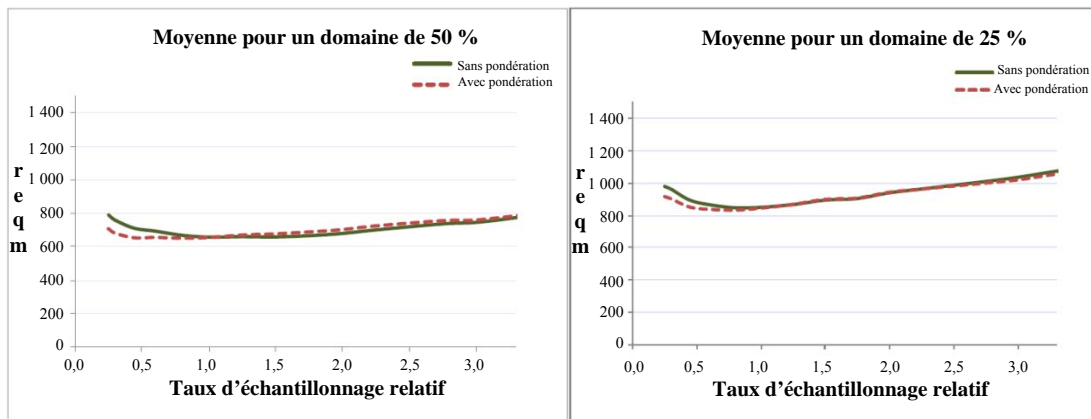 Moyenne pour un domaine de 50 %
Sans pondération
Avec pondération
1 400
1 200
1 000
800
600
400
200
0
reqm
0,0 0,5 1,0 1,5 2,0 2,5 3,0
Taux d’échantillonnage relatif
Moyenne pour un domaine de 25 %
Sans pondération
Avec pondération
1 400
1 200
1 000
800
600
400
200
0
reqm
0,0 0,5 1,0 1,5 2,0 2,5 3,0
Taux d’échantillonnage relatif